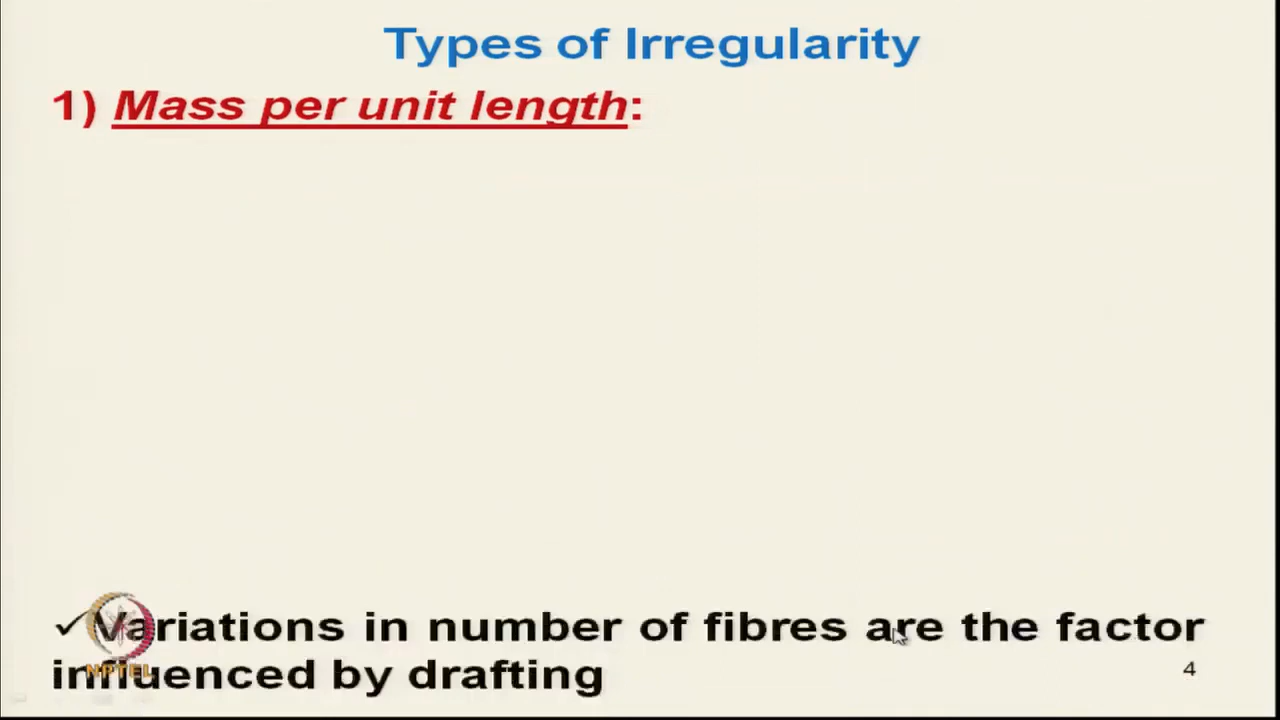 Types of Irregularity
1) Mass per unit length:
✓ Variations in number of fibres are the factor
influenced by drafting
NPTEL
4